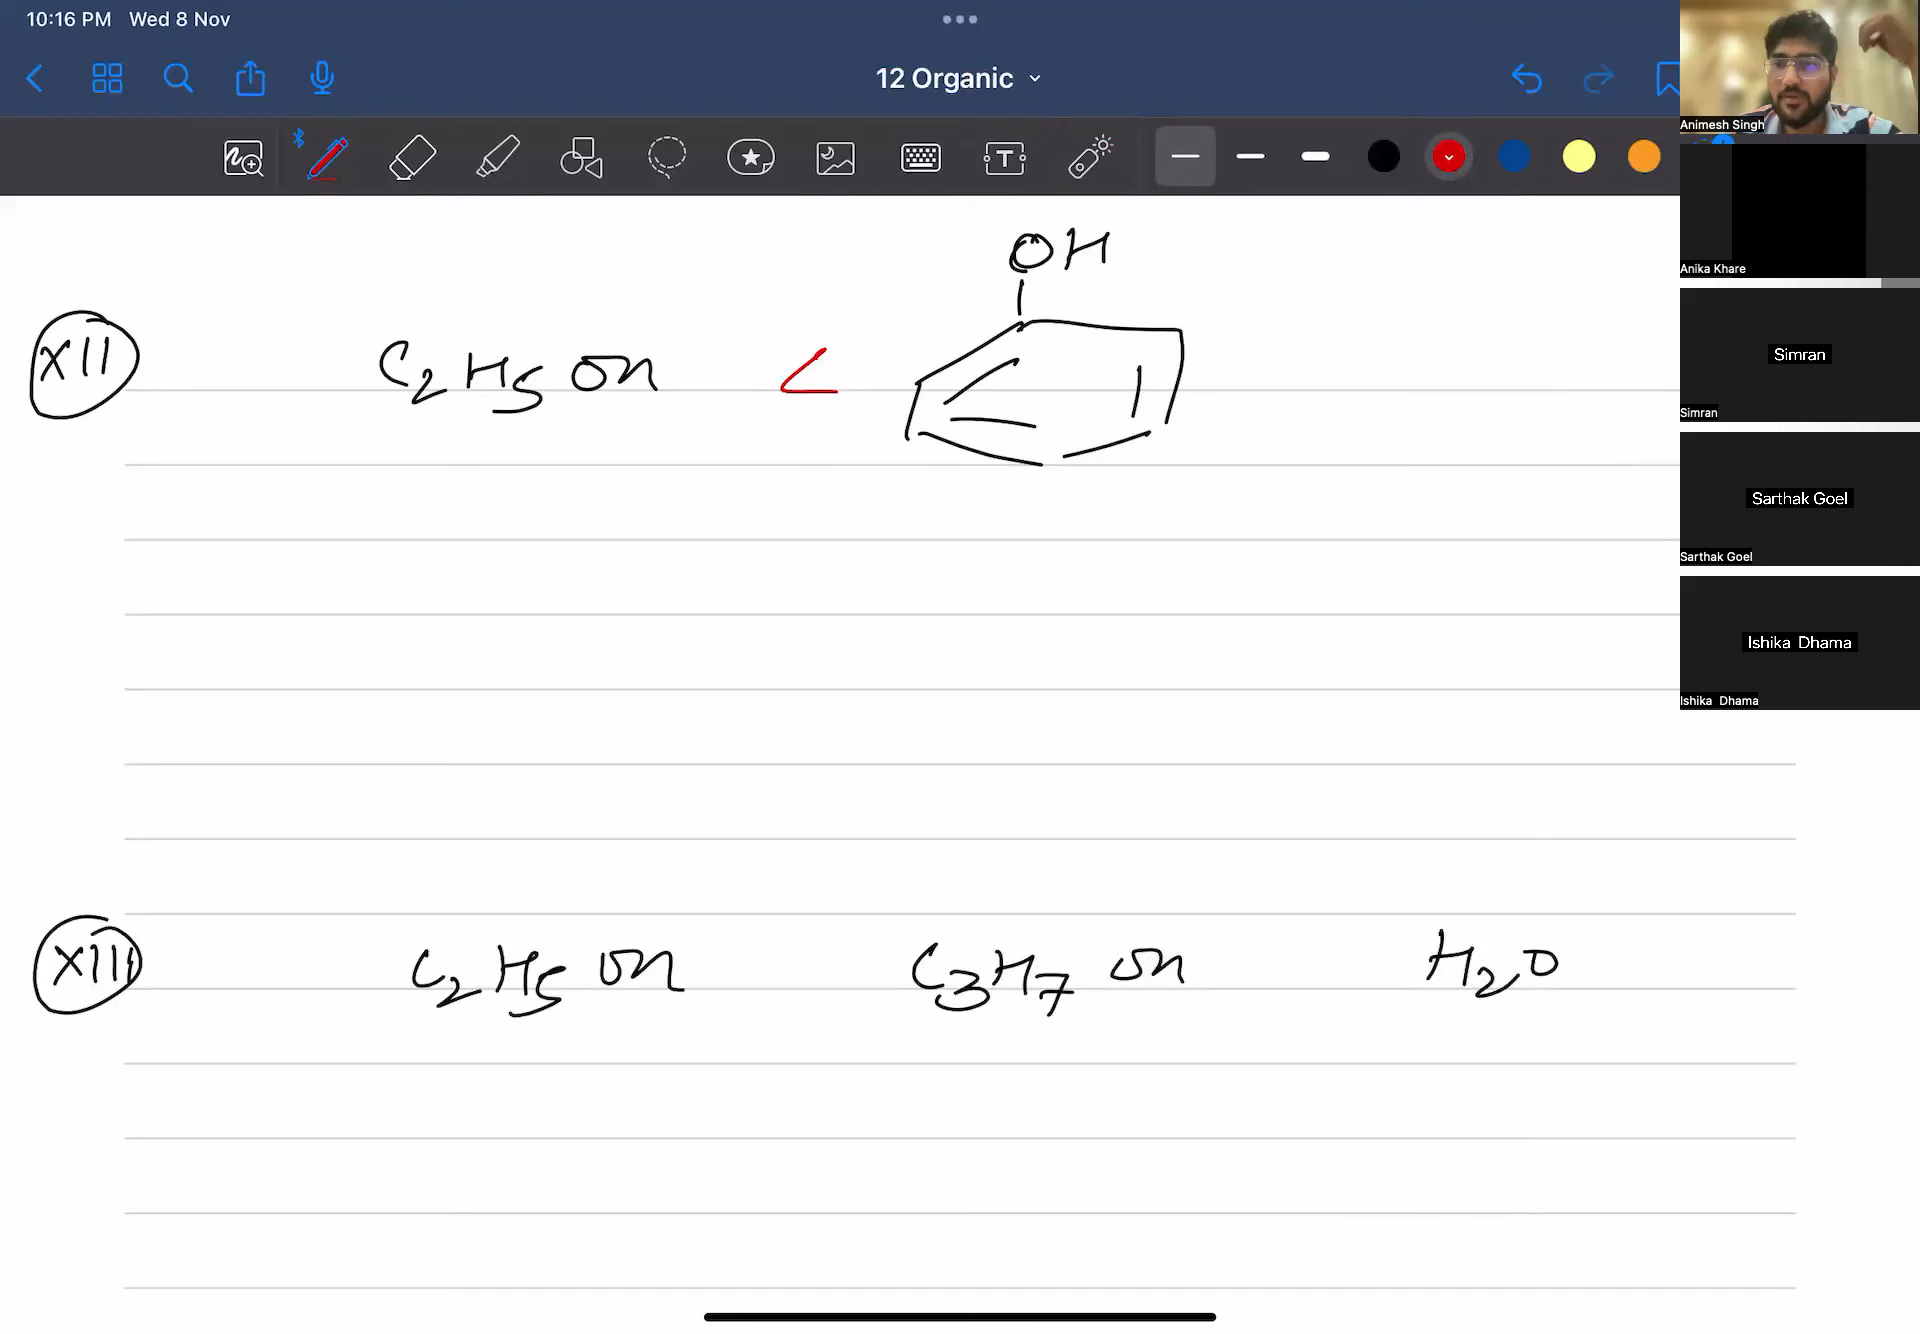 10:16 PM Wed 8 Nov
12 Organic
T
Animesh Singh
OH
Anika Khare
XII C2H5OH < 
Simran
Simran
Sarthak Goel
Sarthak Goel
Ishika Dhama
Ishika Dhama
XIII C2H5OH C3H7OH H2O